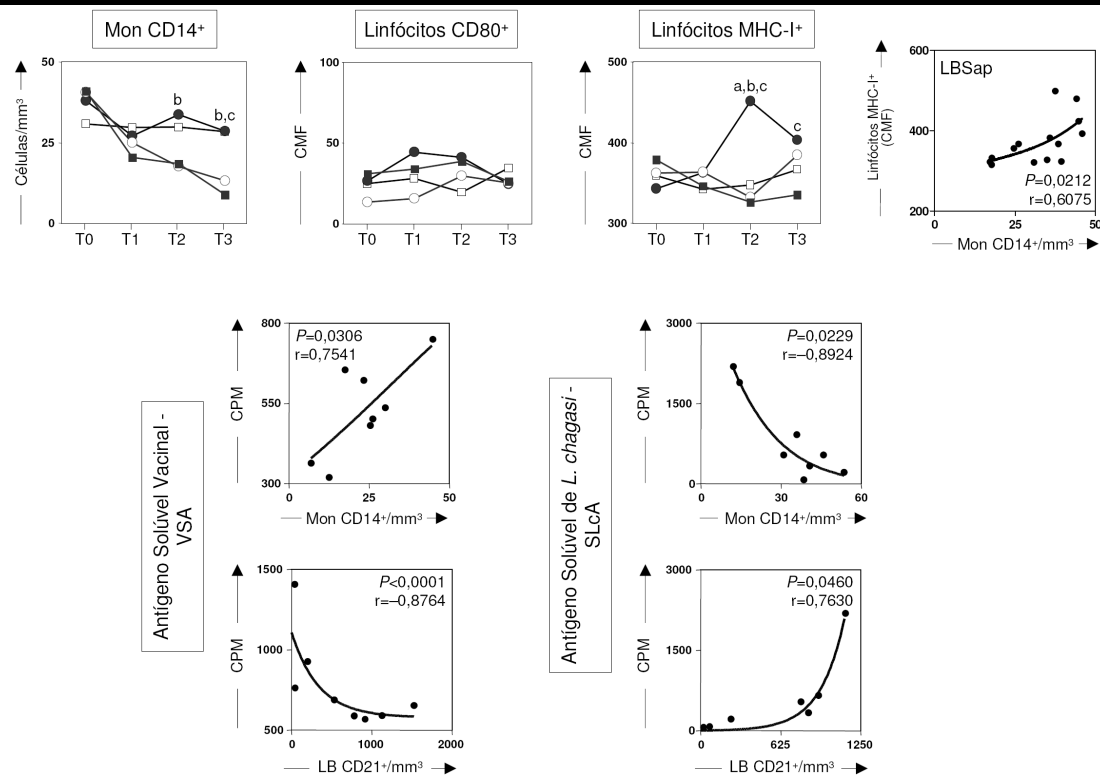 Mon CD14⁺
Linfócitos CD80⁺
Linfócitos MHC-I⁺
Células/mm³
50
25
0
b
b,c
T0 T1 T2 T3
CMF
100
50
0
T0 T1 T2 T3
CMF
500
400
300
a,b,c
c
T0 T1 T2 T3
Linfócitos MHC-I⁺
(CMF)
600
400
200
LBSap
P=0,0212
r=0,6075
0 25 50
Mon CD14⁺/mm³
Antígeno Solúvel Vacinal -
VSA
CPM
800
550
300
P=0,0306
r=0,7541
0 25 50
Mon CD14⁺/mm³
CPM
1500
1000
500
P<0,0001
r=–0,8764
0 1000 2000
LB CD21⁺/mm³
Antígeno Solúvel de L. chagasi -
SLcA
CPM
3000
1500
0
P=0,0229
r=–0,8924
0 30 60
Mon CD14⁺/mm³
CPM
3000
1500
0
P=0,0460
r=0,7630
0 625 1250
LB CD21⁺/mm³